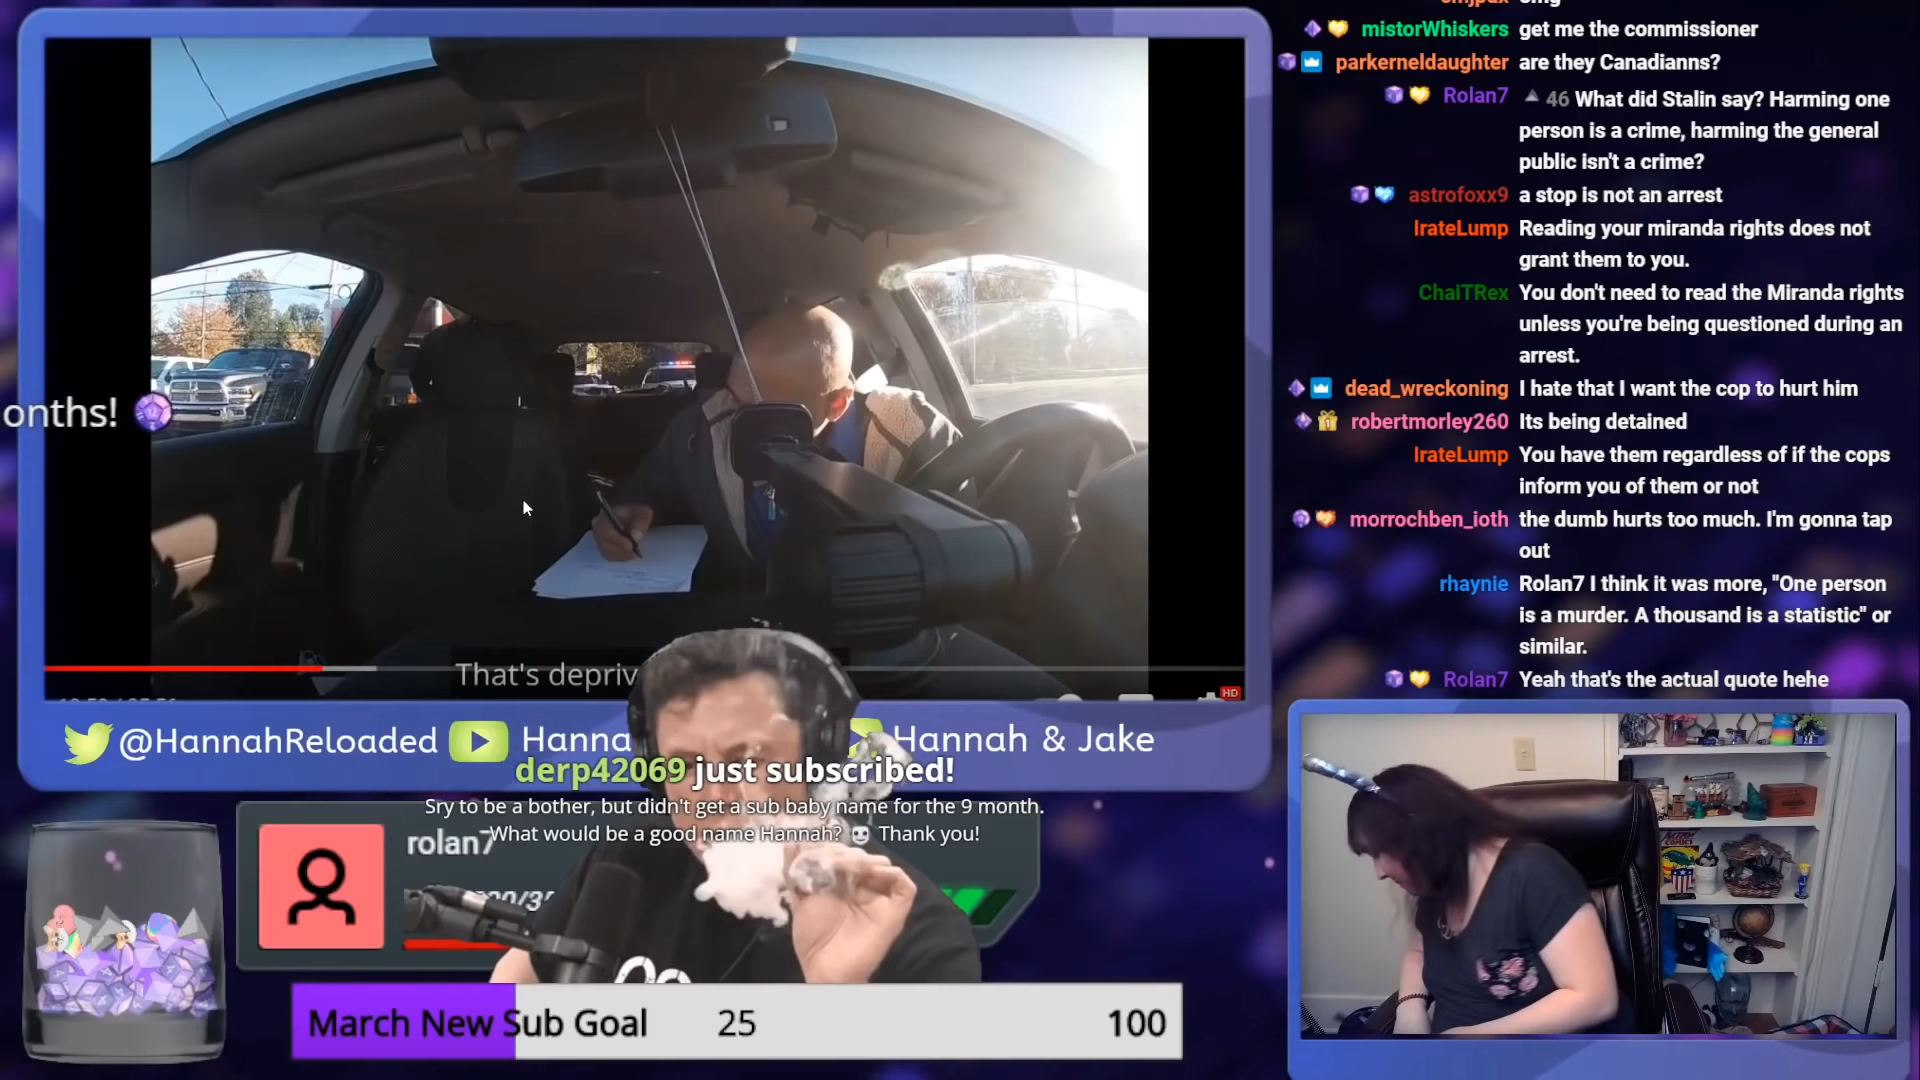 mistorWhiskers get me the commissioner
parkerneldaughter are they Canadianns?
Rolan7 46 What did Stalin say? Harming one
person is a crime, harming the general
public isn't a crime?
astrofoxx9 a stop is not an arrest
IrateLump Reading your miranda rights does not
grant them to you.
ChaiTRex You don't need to read the Miranda rights
unless you're being questioned during an
arrest.
dead_wreckoning I hate that I want the cop to hurt him
robertmorley260 Its being detained
IrateLump You have them regardless of if the cops
inform you of them or not
morrochben_ioth the dumb hurts too much. I'm gonna tap
out
rhaynie Rolan7 I think it was more, "One person
is a murder. A thousand is a statistic" or
similar.
Rolan7 Yeah that's the actual quote hehe
onths!
That's depriv
HD
@HannahReloaded Hanna Hannah & Jake
derp42069 just subscribed!
Sry to be a bother, but didn't get a sub baby name for the 9 month.
What would be a good name Hannah? Thank you!
rolan7
March New Sub Goal 25 100